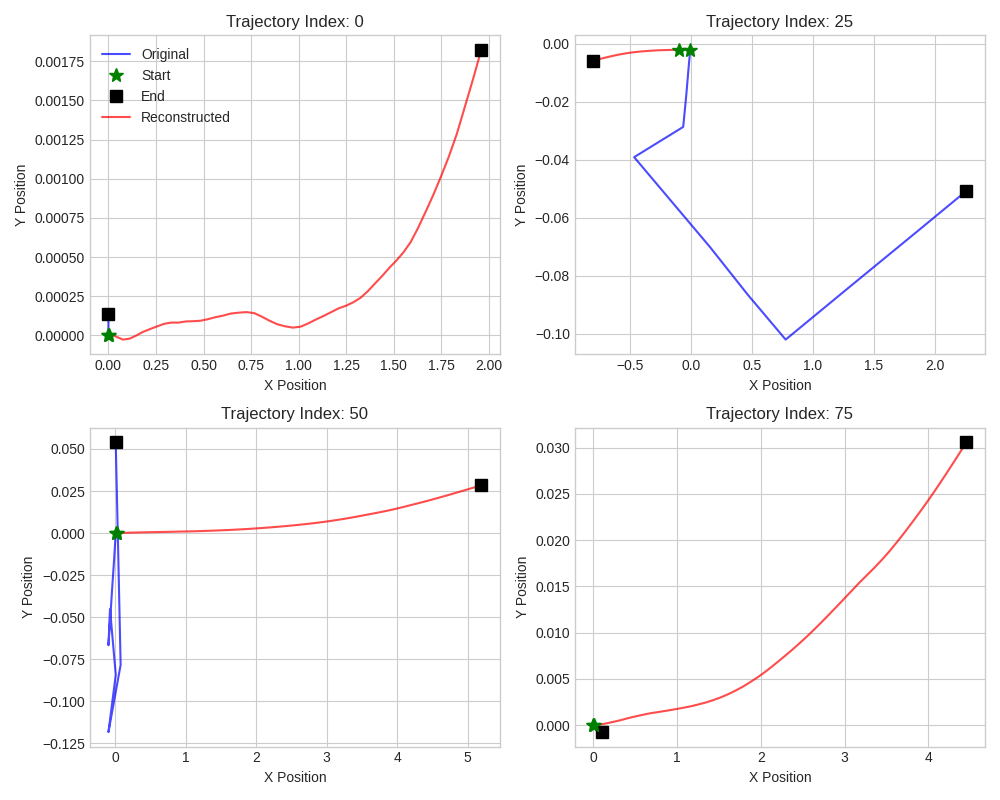 Trajectory Index: 0
Original
Start
End
Reconstructed
0.00175
0.00150
0.00125
0.00100
0.00075
0.00050
0.00025
0.00000
Y Position
0.00 0.25 0.50 0.75 1.00 1.25 1.50 1.75 2.00
X Position
Trajectory Index: 25
0.00
−0.02
−0.04
−0.06
−0.08
−0.10
Y Position
−0.5 0.0 0.5 1.0 1.5 2.0
X Position
Trajectory Index: 50
0.050
0.025
0.000
−0.025
−0.050
−0.075
−0.100
−0.125
Y Position
0 1 2 3 4 5
X Position
Trajectory Index: 75
0.030
0.025
0.020
0.015
0.010
0.005
0.000
Y Position
0 1 2 3 4
X Position